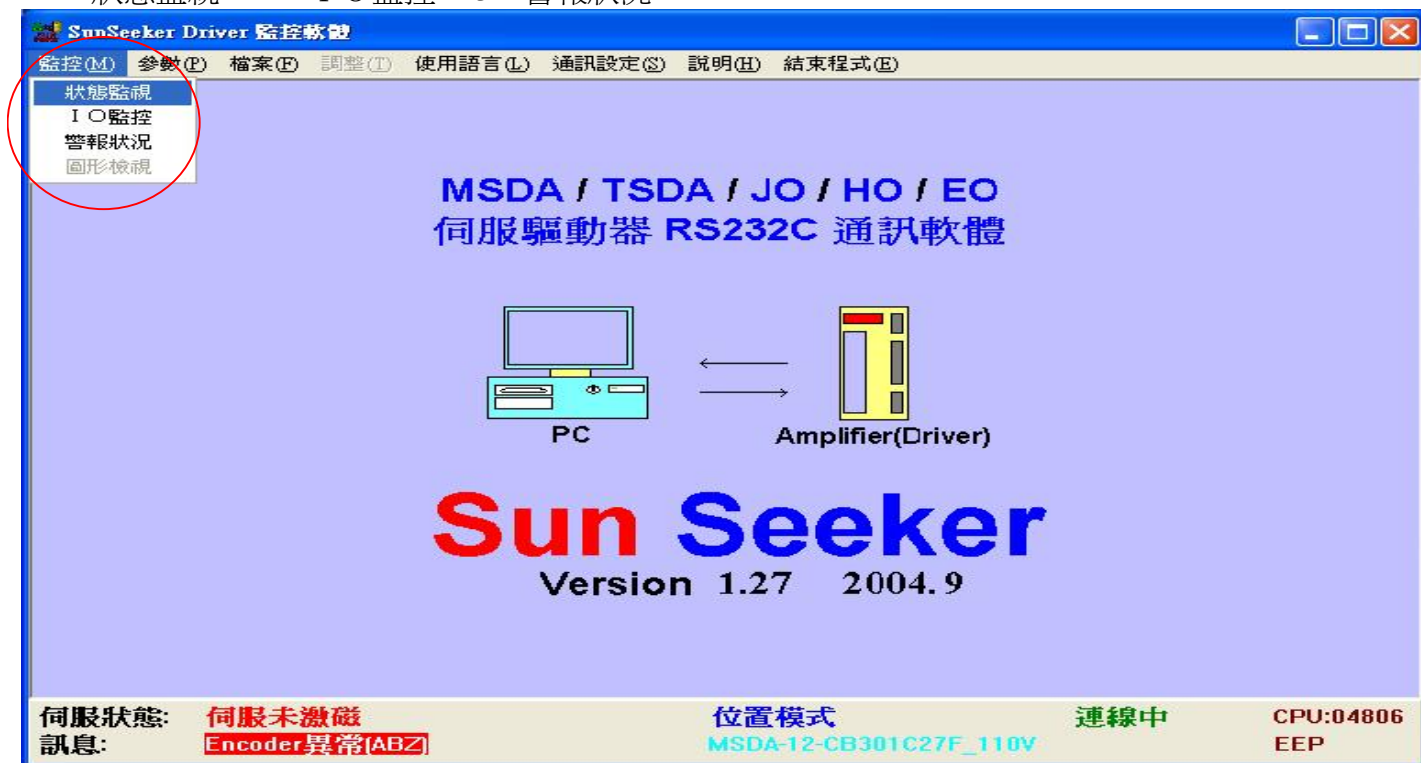 SunSeeker Driver 監控軟體
監控(M) 參數(P) 檔案(F) 調整(T) 使用語言(L) 通訊設定(S) 說明(H) 結束程式(E)
狀態監視
ＩＯ監控
警報狀況
圖形檢視
MSDA / TSDA / JO / HO / EO
伺服驅動器 RS232C 通訊軟體
PC
Amplifier(Driver)
Sun Seeker
Version 1.27 2004.9
伺服狀態: 伺服未激磁 位置模式 連線中 CPU:04806
訊息: Encoder異常(ABZ) MSDA-12-CB301C27F_110V EEP